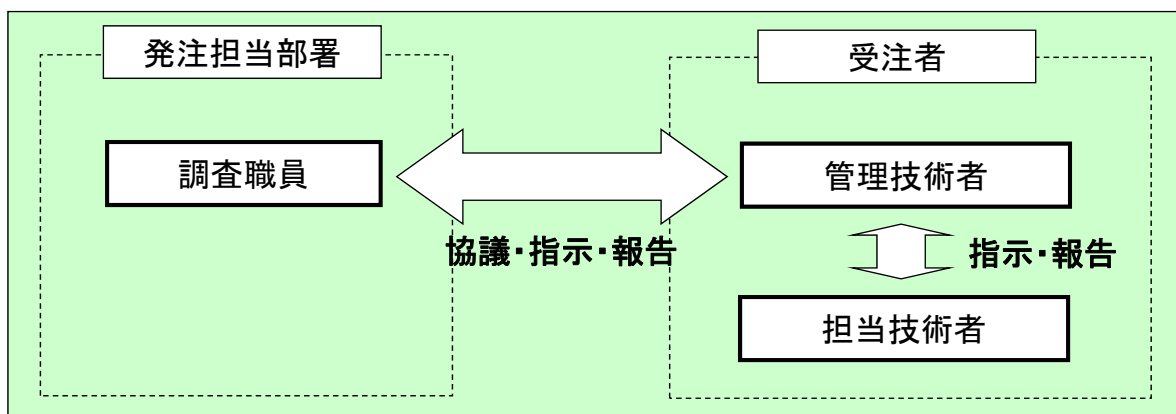 発注担当部署
受注者
調査職員
管理技術者
協議・指示・報告
指示・報告
担当技術者